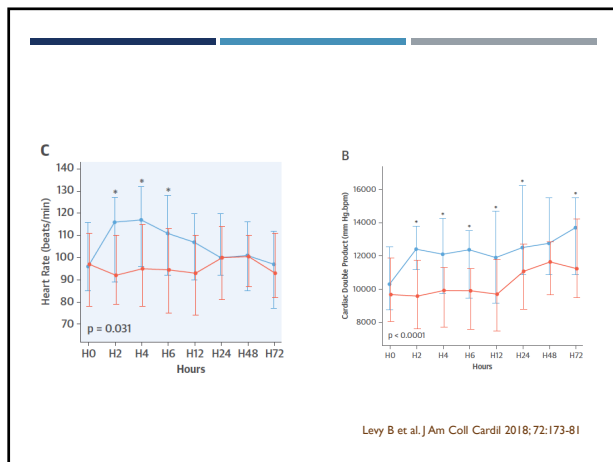 C
Heart Rate (beats/min)
140
130
120
110
100
90
80
70
* * *
p = 0.031
H0 H2 H4 H6 H12 H24 H48 H72
Hours
B
Cardiac Double Product (mm Hg.bpm)
16000
14000
12000
10000
8000
* * * * * * *
p < 0.0001
H0 H2 H4 H6 H12 H24 H48 H72
Hours
Levy B et al. J Am Coll Cardil 2018; 72:173-81